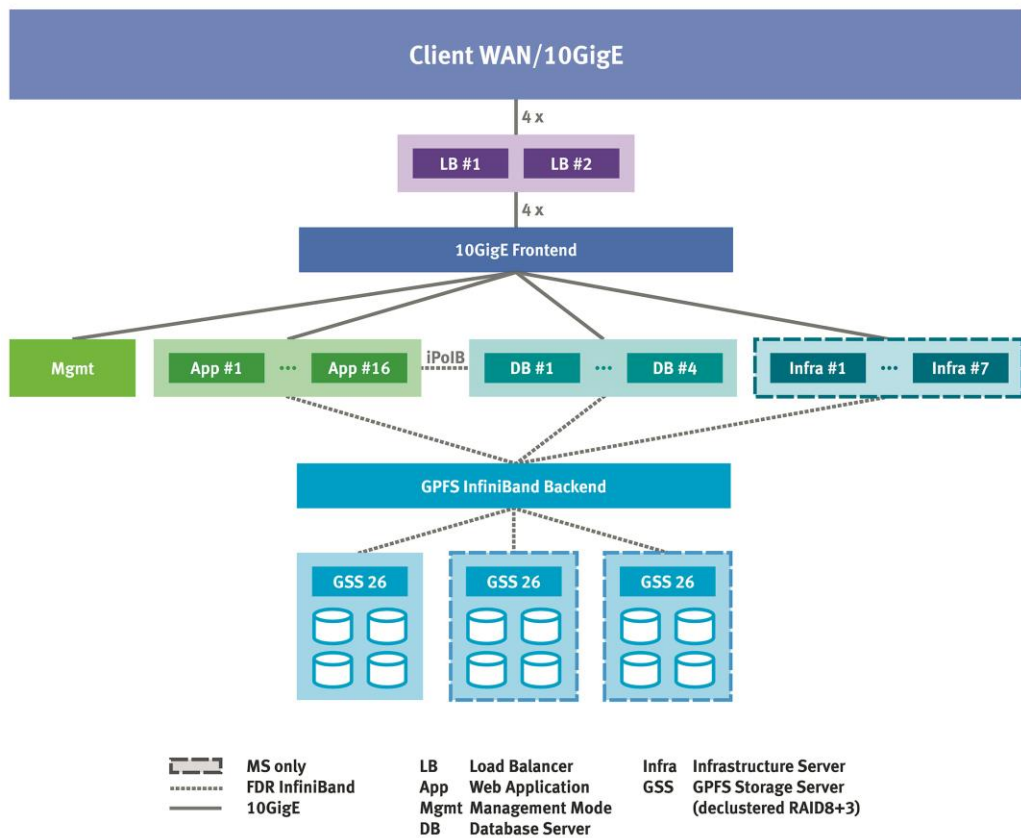 Client WAN/10GigE
4 x
LB #1 LB #2
4 x
10GigE Frontend
Mgmt App #1 ... App #16 iPoIB DB #1 ... DB #4 Infra #1 ... Infra #7
GPFS InfiniBand Backend
GSS 26 GSS 26 GSS 26
MS only LB Load Balancer Infra Infrastructure Server
FDR InfiniBand App Web Application GSS GPFS Storage Server
10GigE Mgmt Management Mode (declustered RAID8+3)
DB Database Server